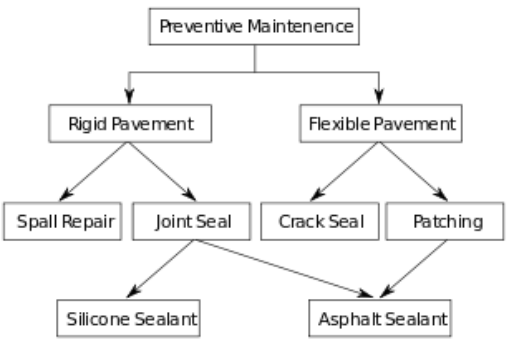 Preventive Maintenence
Rigid Pavement
Flexible Pavement
Spall Repair
Joint Seal
Crack Seal
Patching
Silicone Sealant
Asphalt Sealant